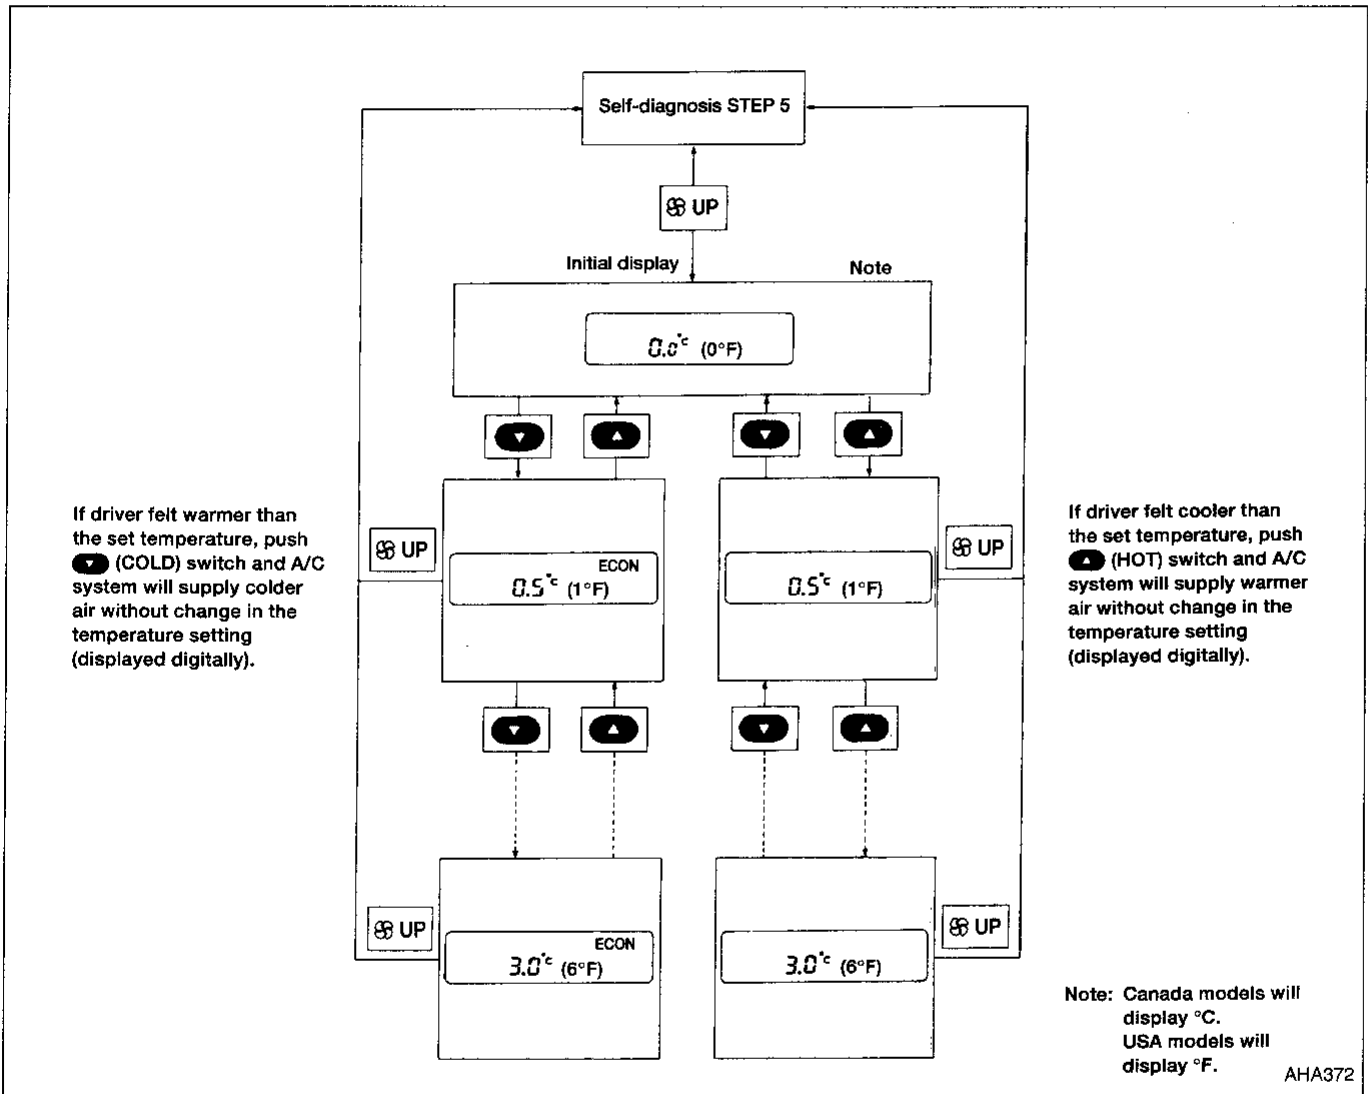 Self-diagnosis STEP 5
UP
Initial display
Note
0.0°C (0°F)
If driver felt warmer than
the set temperature, push
(COLD) switch and A/C
system will supply colder
air without change in the
temperature setting
(displayed digitally).
UP
ECON
0.5°C (1°F)
0.5°C (1°F)
UP
If driver felt cooler than
the set temperature, push
(HOT) switch and A/C
system will supply warmer
air without change in the
temperature setting
(displayed digitally).
UP
ECON
3.0°C (6°F)
3.0°C (6°F)
UP
Note: Canada models will
display °C.
USA models will
display °F.
AHA372